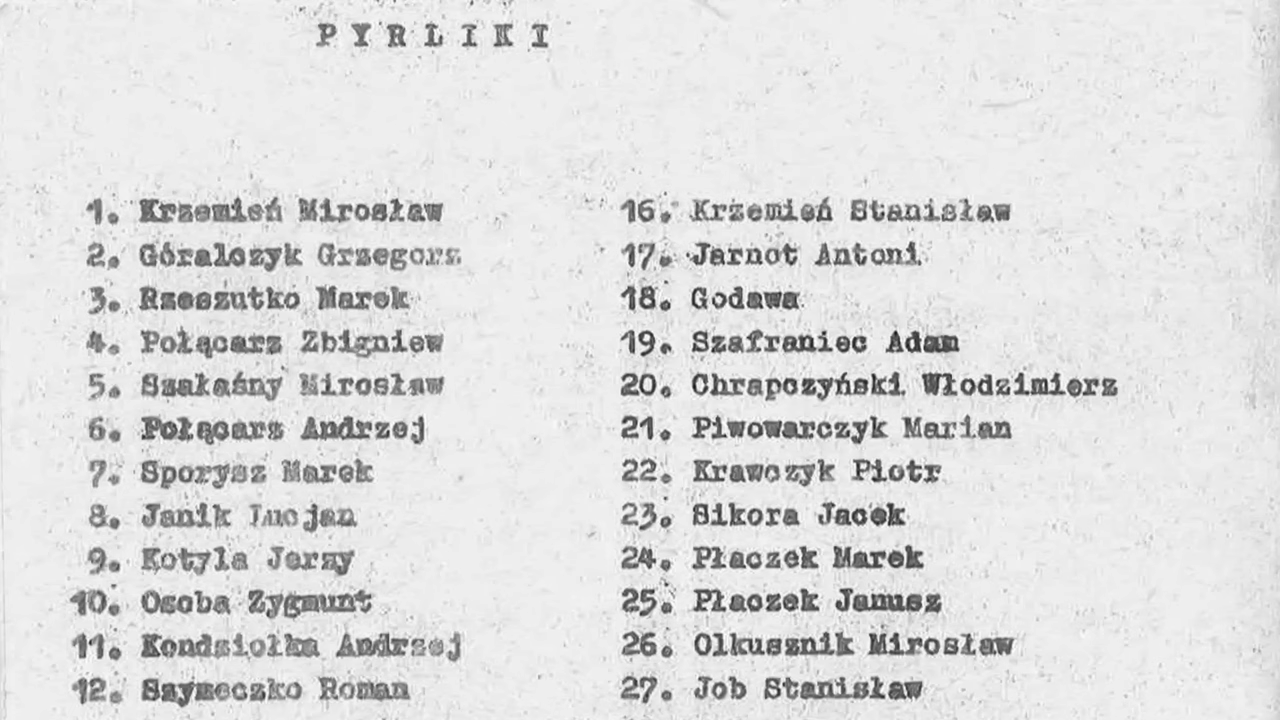 PYRLIKI
1. Krzemień Mirosław
2. Góralczyk Grzegorz
3. Rzeszutko Marek
4. Połącarz Zbigniew
5. Szałaśny Mirosław
6. Połącarz Andrzej
7. Sporysz Marek
8. Janik Lucjan
9. Kotyla Jerzy
10. Osoba Zygmunt
11. Kondziołka Andrzej
12. Szymeczko Roman
16. Krzemień Stanisław
17. Jarnot Antoni
18. Godawa
19. Szafraniec Adam
20. Chrapczyński Włodzimierz
21. Piwowarczyk Marian
22. Krawczyk Piotr
23. Sikora Jacek
24. Płaczek Marek
25. Płaczek Janusz
26. Olkusznik Mirosław
27. Job Stanisław